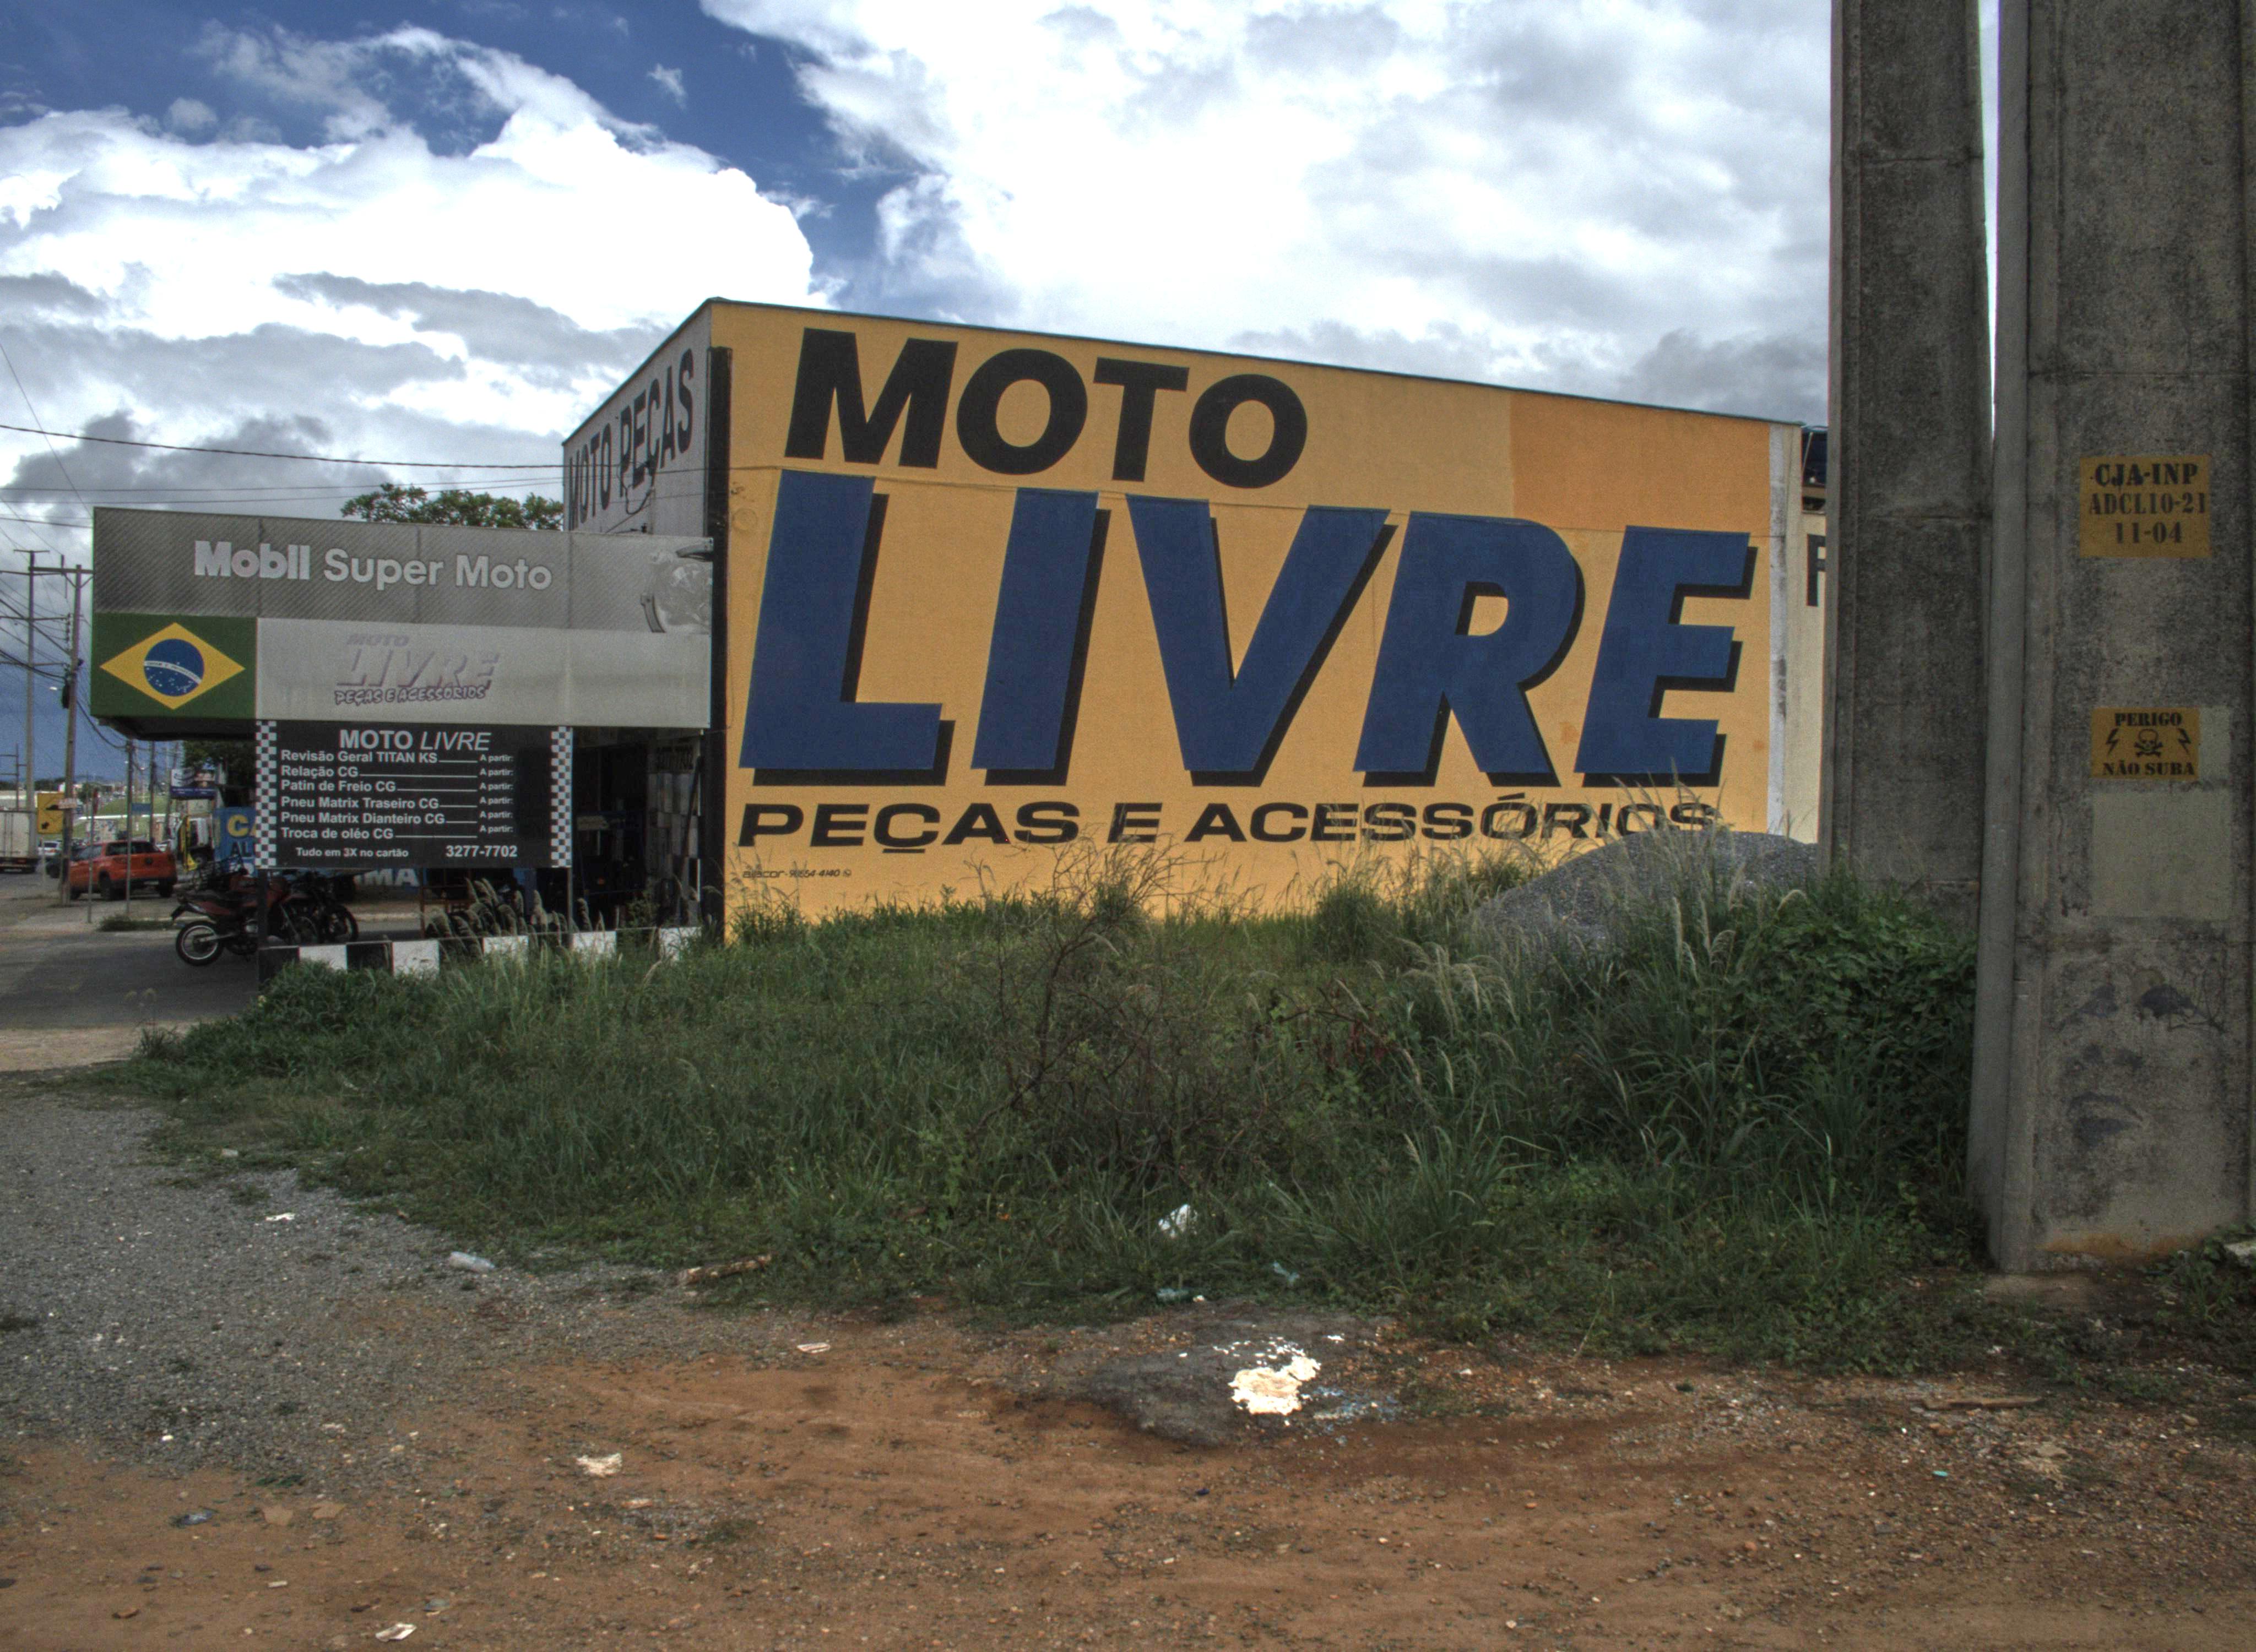 MOTO PEÇAS
Mobil Super Moto
MOTO
LIVRE
PEÇAS E ACESSÓRIOS
MOTO LIVRE
Revisão Geral TITAN KS A partir:
Relação CG A partir:
Patin de Freio CG A partir:
Pneu Matrix Traseiro CG A partir:
Pneu Matrix Dianteiro CG A partir:
Troca de oléo CG A partir:
Tudo em 3X no cartão 3277-7702
MOTO
LIVRE
PEÇAS E ACESSÓRIOS
CJA-INP
ADCL10-21
11-04
PERIGO
NÃO SUBA